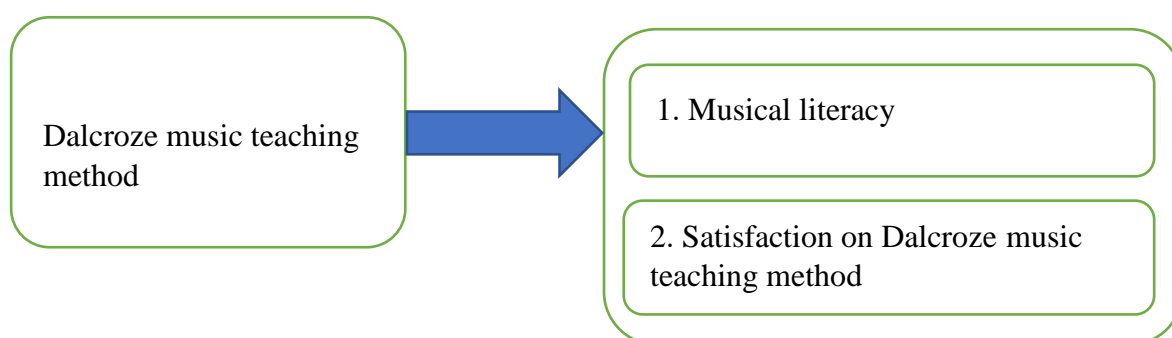 Dalcroze music teaching
method
1. Musical literacy
2. Satisfaction on Dalcroze music
teaching method